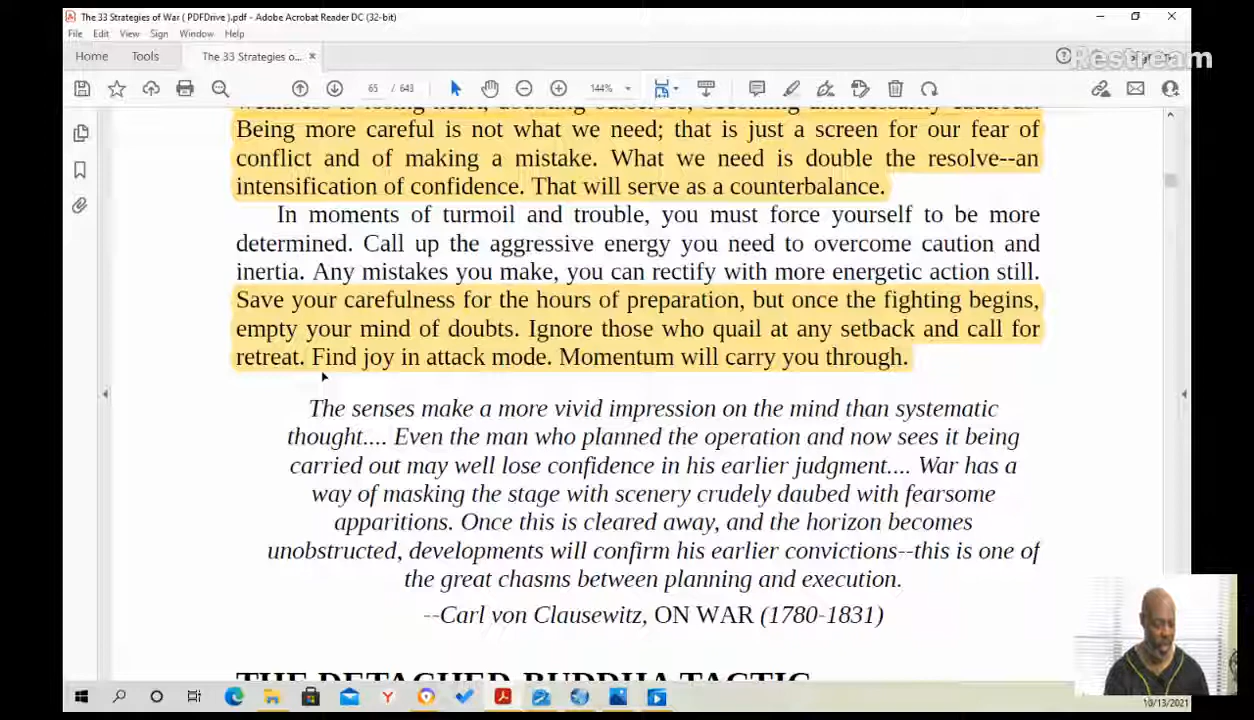 The 33 Strategies of War ( PDFDrive ).pdf - Adobe Acrobat Reader DC (32-bit)
File Edit View Sign Window Help
Home Tools The 33 Strategies o... ×
Restream
65 / 643 144%
Being more careful is not what we need; that is just a screen for our fear of
conflict and of making a mistake. What we need is double the resolve--an
intensification of confidence. That will serve as a counterbalance.
In moments of turmoil and trouble, you must force yourself to be more
determined. Call up the aggressive energy you need to overcome caution and
inertia. Any mistakes you make, you can rectify with more energetic action still.
Save your carefulness for the hours of preparation, but once the fighting begins,
empty your mind of doubts. Ignore those who quail at any setback and call for
retreat. Find joy in attack mode. Momentum will carry you through.
The senses make a more vivid impression on the mind than systematic
thought.... Even the man who planned the operation and now sees it being
carried out may well lose confidence in his earlier judgment.... War has a
way of masking the stage with scenery crudely daubed with fearsome
apparitions. Once this is cleared away, and the horizon becomes
unobstructed, developments will confirm his earlier convictions--this is one of
the great chasms between planning and execution.
--Carl von Clausewitz, ON WAR (1780-1831)
THE DETACHED-BUDDHA TACTIC
10/13/2021